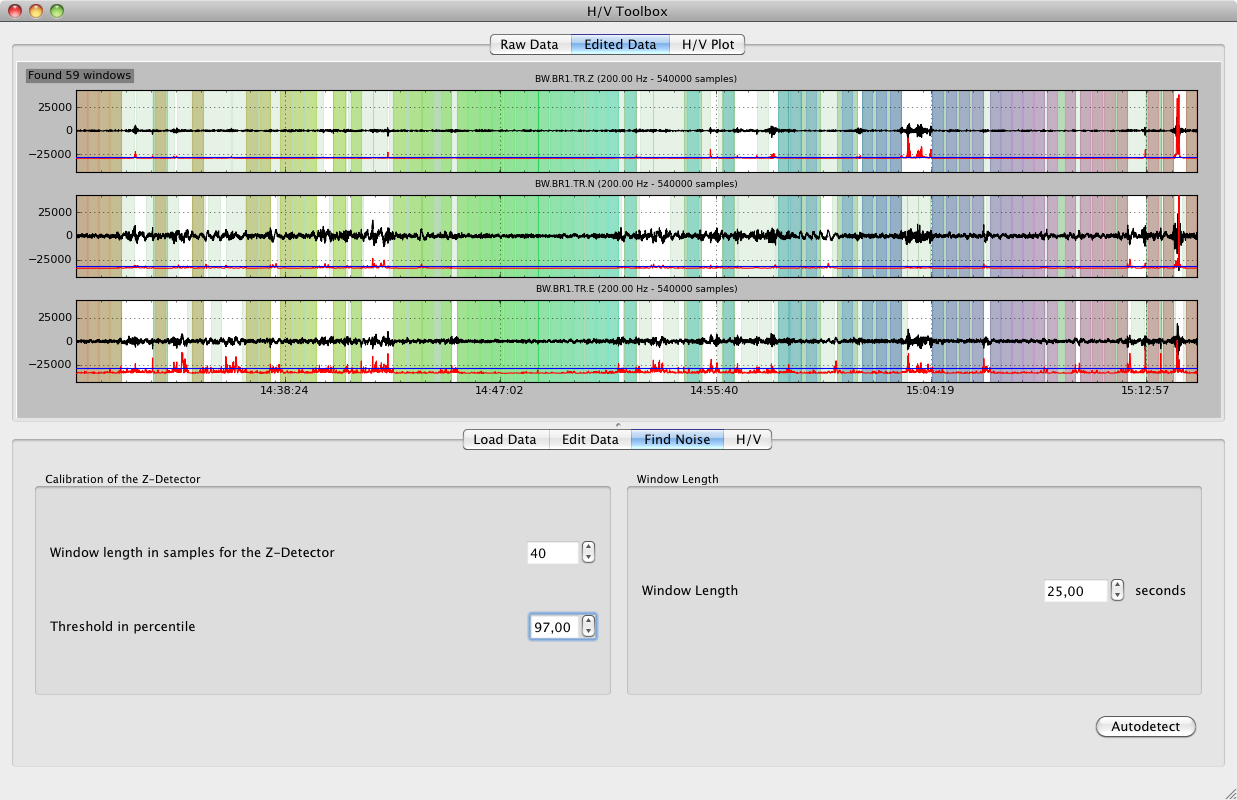 H/V Toolbox
Raw Data Edited Data H/V Plot
Found 59 windows
BW.BR1.TR.Z (200.00 Hz - 540000 samples)
25000
0
−25000
BW.BR1.TR.N (200.00 Hz - 540000 samples)
25000
0
−25000
BW.BR1.TR.E (200.00 Hz - 540000 samples)
25000
0
−25000
14:38:24 14:47:02 14:55:40 15:04:19 15:12:57
Load Data Edit Data Find Noise H/V
Calibration of the Z-Detector
Window length in samples for the Z-Detector 40
Threshold in percentile 97,00
Window Length
Window Length 25,00 seconds
Autodetect